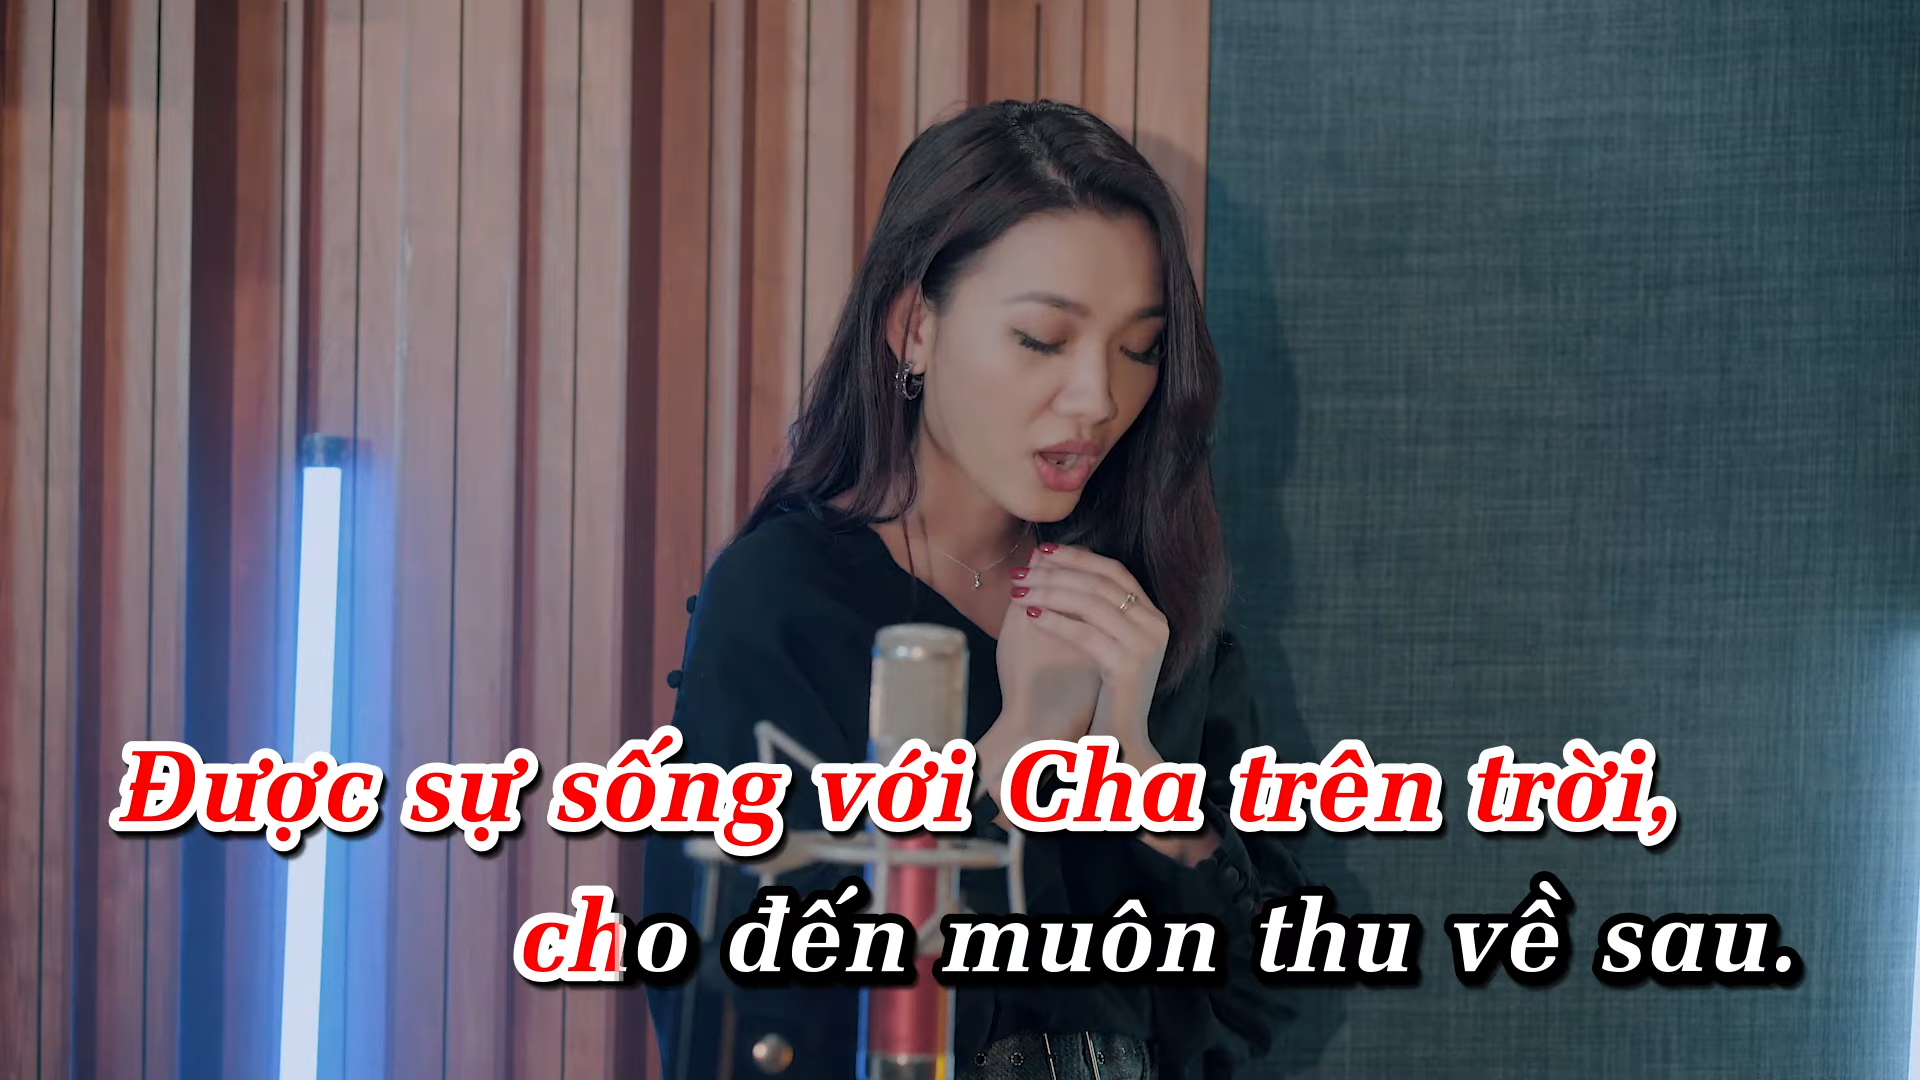 Được sự sống với Cha trên trời,
cho đến muôn thu về sau.